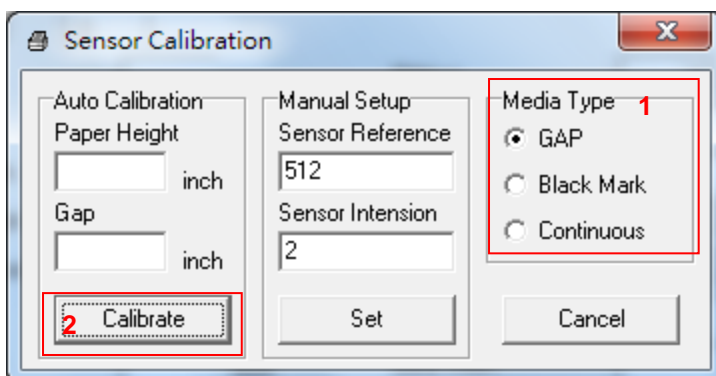 Sensor Calibration
Auto Calibration
Paper Height
inch
Gap
inch
2 Calibrate
Manual Setup
Sensor Reference
512
Sensor Intension
2
Set
Media Type 1
GAP
Black Mark
Continuous
Cancel